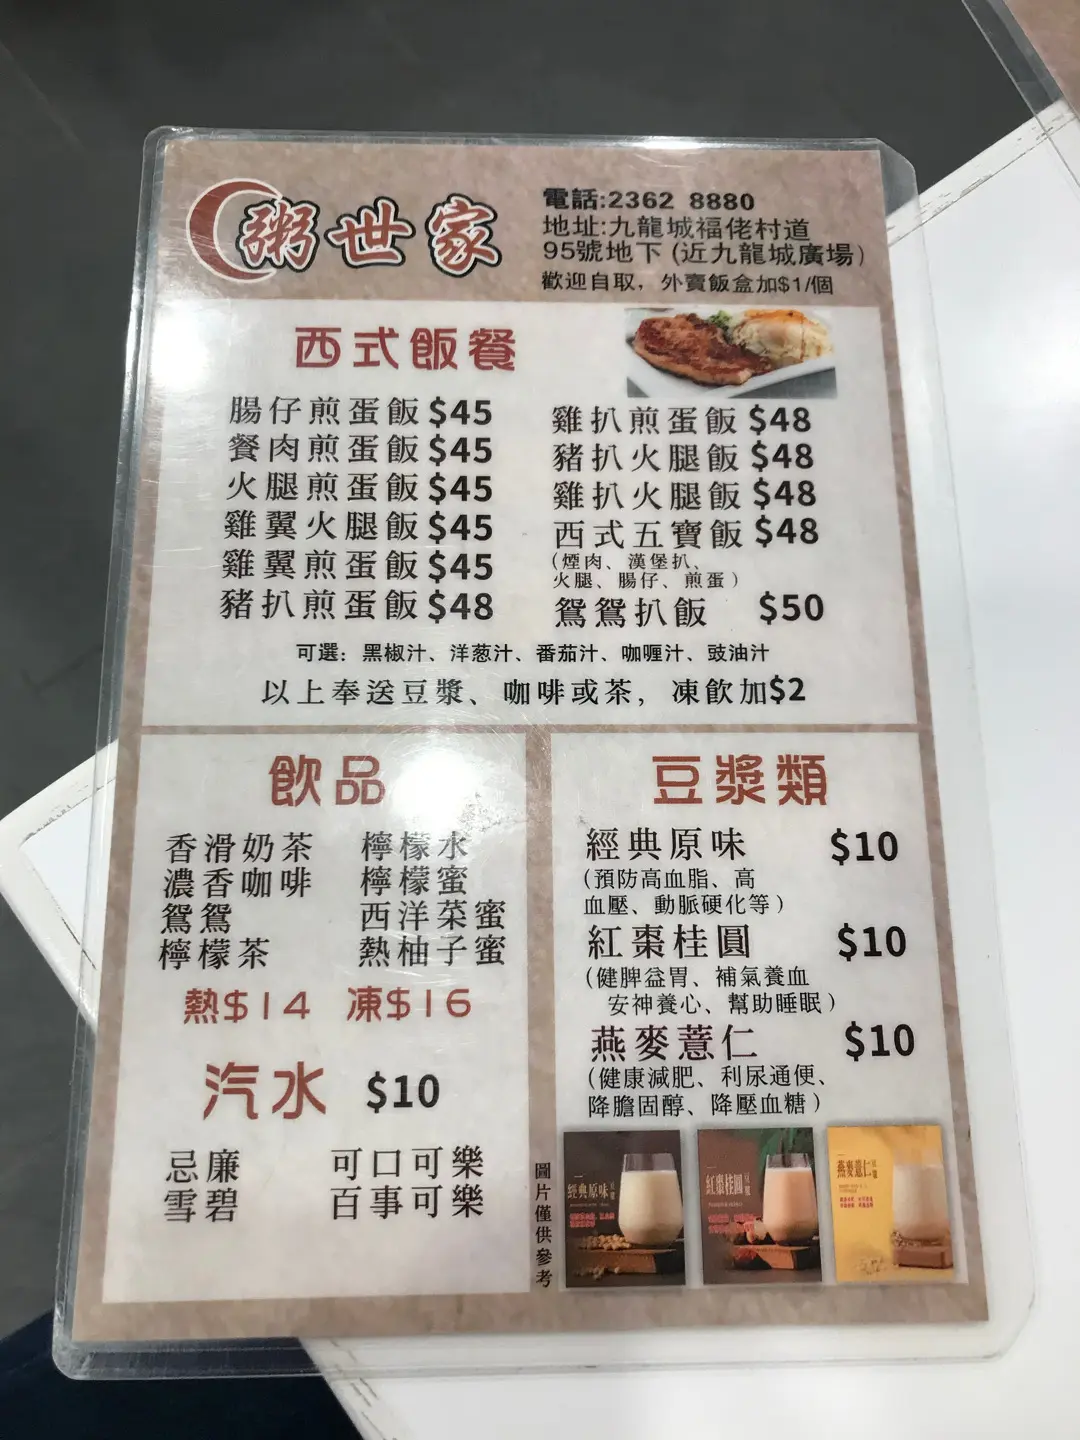 粥世家
電話:2362 8880
地址:九龍城福佬村道
95號地下 (近九龍城廣場)
歡迎自取，外賣飯盒加$1/個
西式飯餐
腸仔煎蛋飯 $45
餐肉煎蛋飯 $45
火腿煎蛋飯 $45
雞翼火腿飯 $45
雞翼煎蛋飯 $45
豬扒煎蛋飯 $48
雞扒煎蛋飯 $48
豬扒火腿飯 $48
雞扒火腿飯 $48
西式五寶飯 $48
(煙肉、漢堡扒、
火腿、腸仔、煎蛋)
鴛鴦扒飯 $50
可選：黑椒汁、洋葱汁、番茄汁、咖喱汁、豉油汁
以上奉送豆漿、咖啡或茶，凍飲加$2
飲品
香滑奶茶 檸檬水
濃香咖啡 檸檬蜜
鴛鴦 西洋菜蜜
檸檬茶 熱柚子蜜
熱$14 凍$16
汽水 $10
忌廉 可口可樂
雪碧 百事可樂
豆漿類
經典原味 $10
(預防高血脂、高
血壓、動脈硬化等)
紅棗桂圓 $10
(健脾益胃、補氣養血
安神養心、幫助睡眠)
燕麥薏仁 $10
(健康減肥、利尿通便、
降膽固醇、降壓血糖)
圖片僅供參考
經典原味
紅棗桂圓
燕麥薏仁